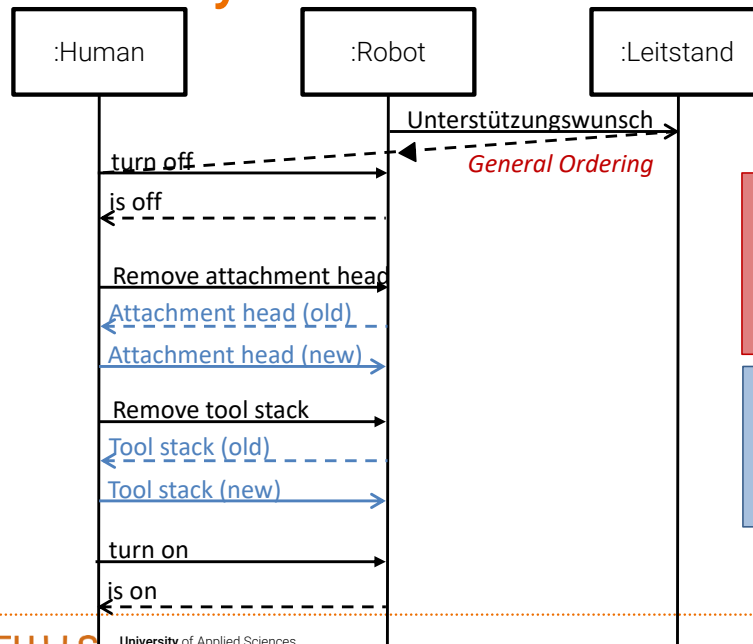 :Human
:Robot
:Leitstand
Unterstützungswunsch
turn off
General Ordering
is off
Remove attachment head
Attachment head (old)
Attachment head (new)
Remove tool stack
Tool stack (old)
Tool stack (new)
turn on
is on
University of Applied Sciences